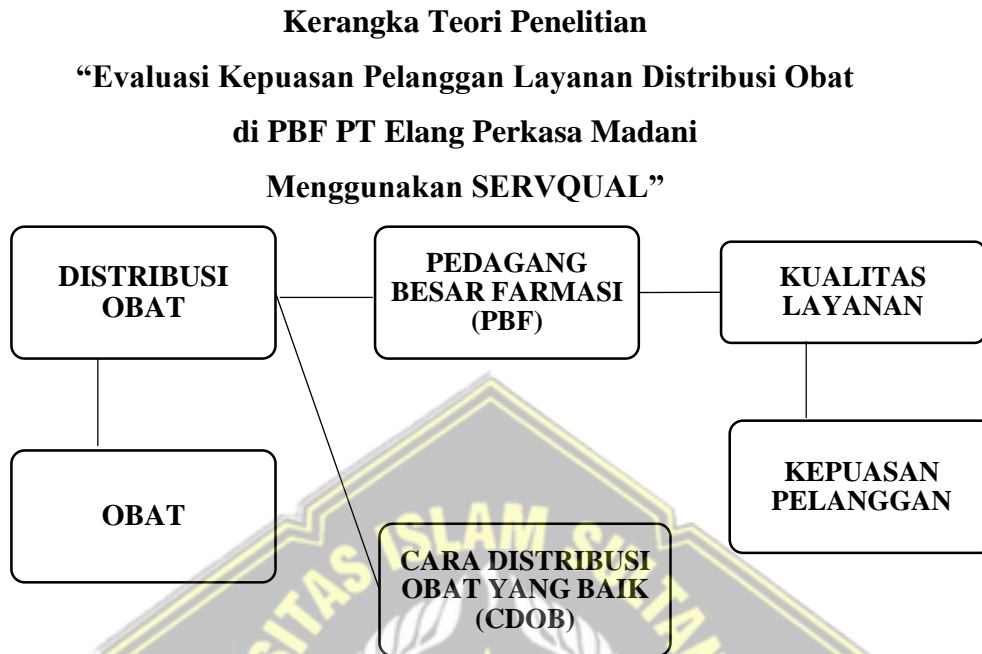 Kerangka Teori Penelitian
“Evaluasi Kepuasan Pelanggan Layanan Distribusi Obat
di PBF PT Elang Perkasa Madani
Menggunakan SERVQUAL”
DISTRIBUSI
OBAT
PEDAGANG
BESAR FARMASI
(PBF)
KUALITAS
LAYANAN
OBAT
KEPUASAN
PELANGGAN
CARA DISTRIBUSI
OBAT YANG BAIK
(CDOB)
ISLAM